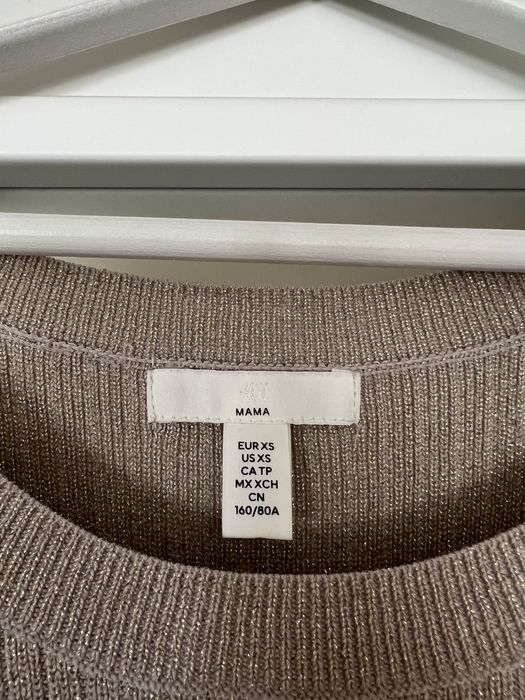 H&M
MAMA
EUR XS
US XS
CA TP
MX XCH
CN
160/80A